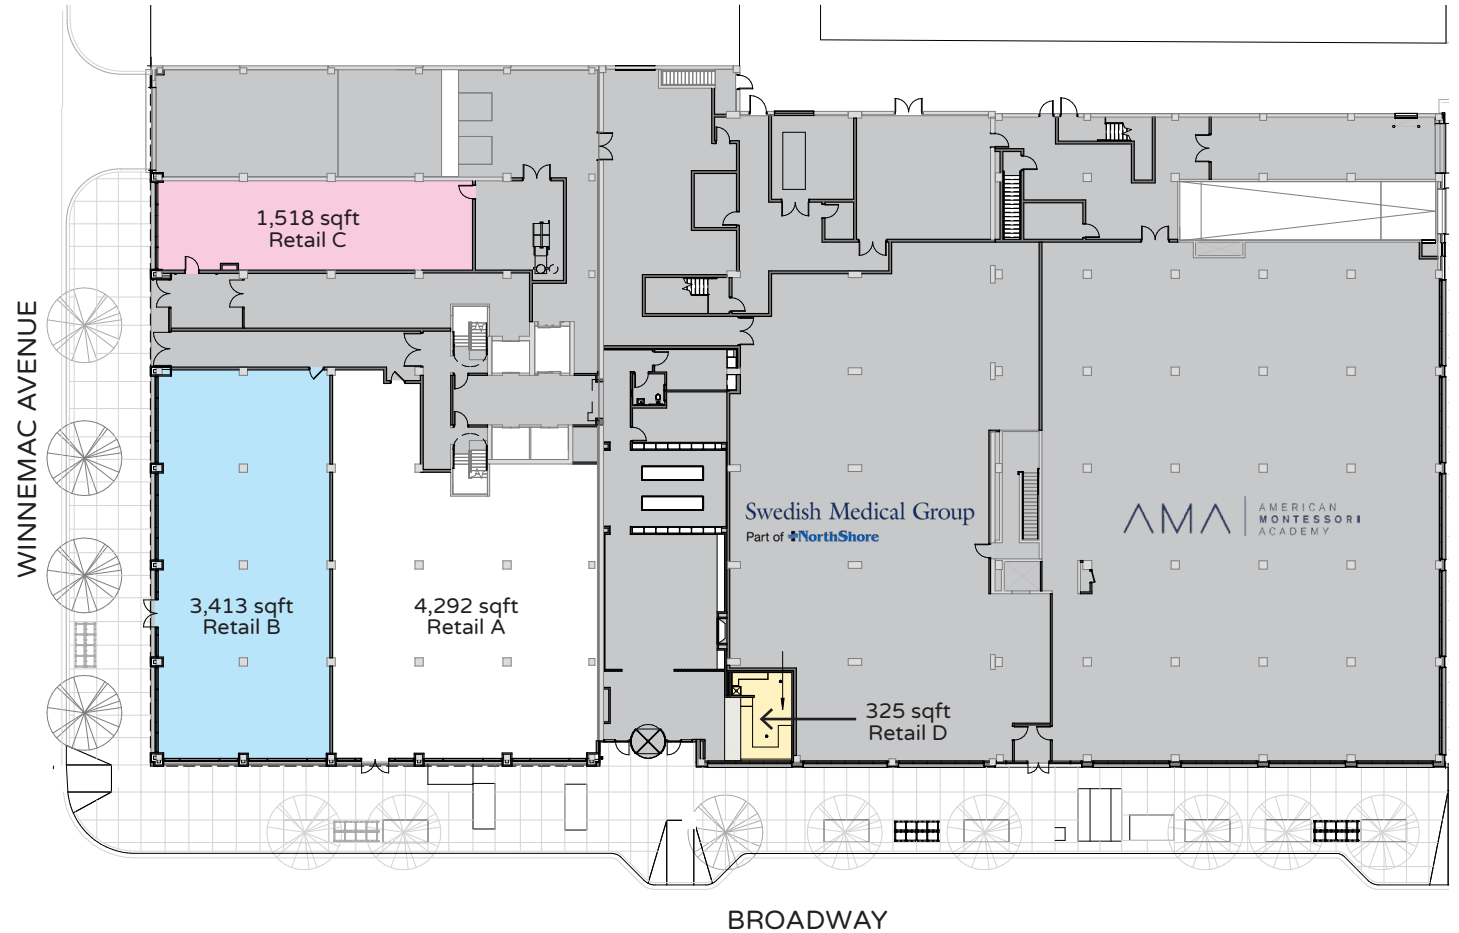 1,518 sqft
Retail C
WINNEMAC AVENUE
Swedish Medical Group
Part of NorthShore
AMA
AMERICAN
MONTESSORI
ACADEMY
3,413 sqft
Retail B
4,292 sqft
Retail A
325 sqft
Retail D
BROADWAY